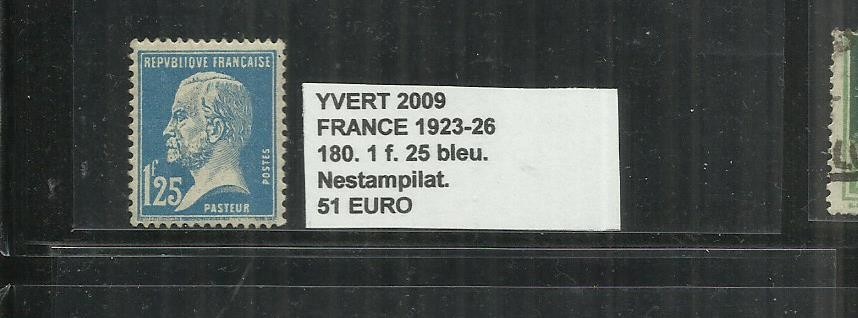 REPVBLIQVE FRANÇAISE
1f25
POSTES
PASTEUR
YVERT 2009
FRANCE 1923-26
180. 1 f. 25 bleu.
Nestampilat.
51 EURO